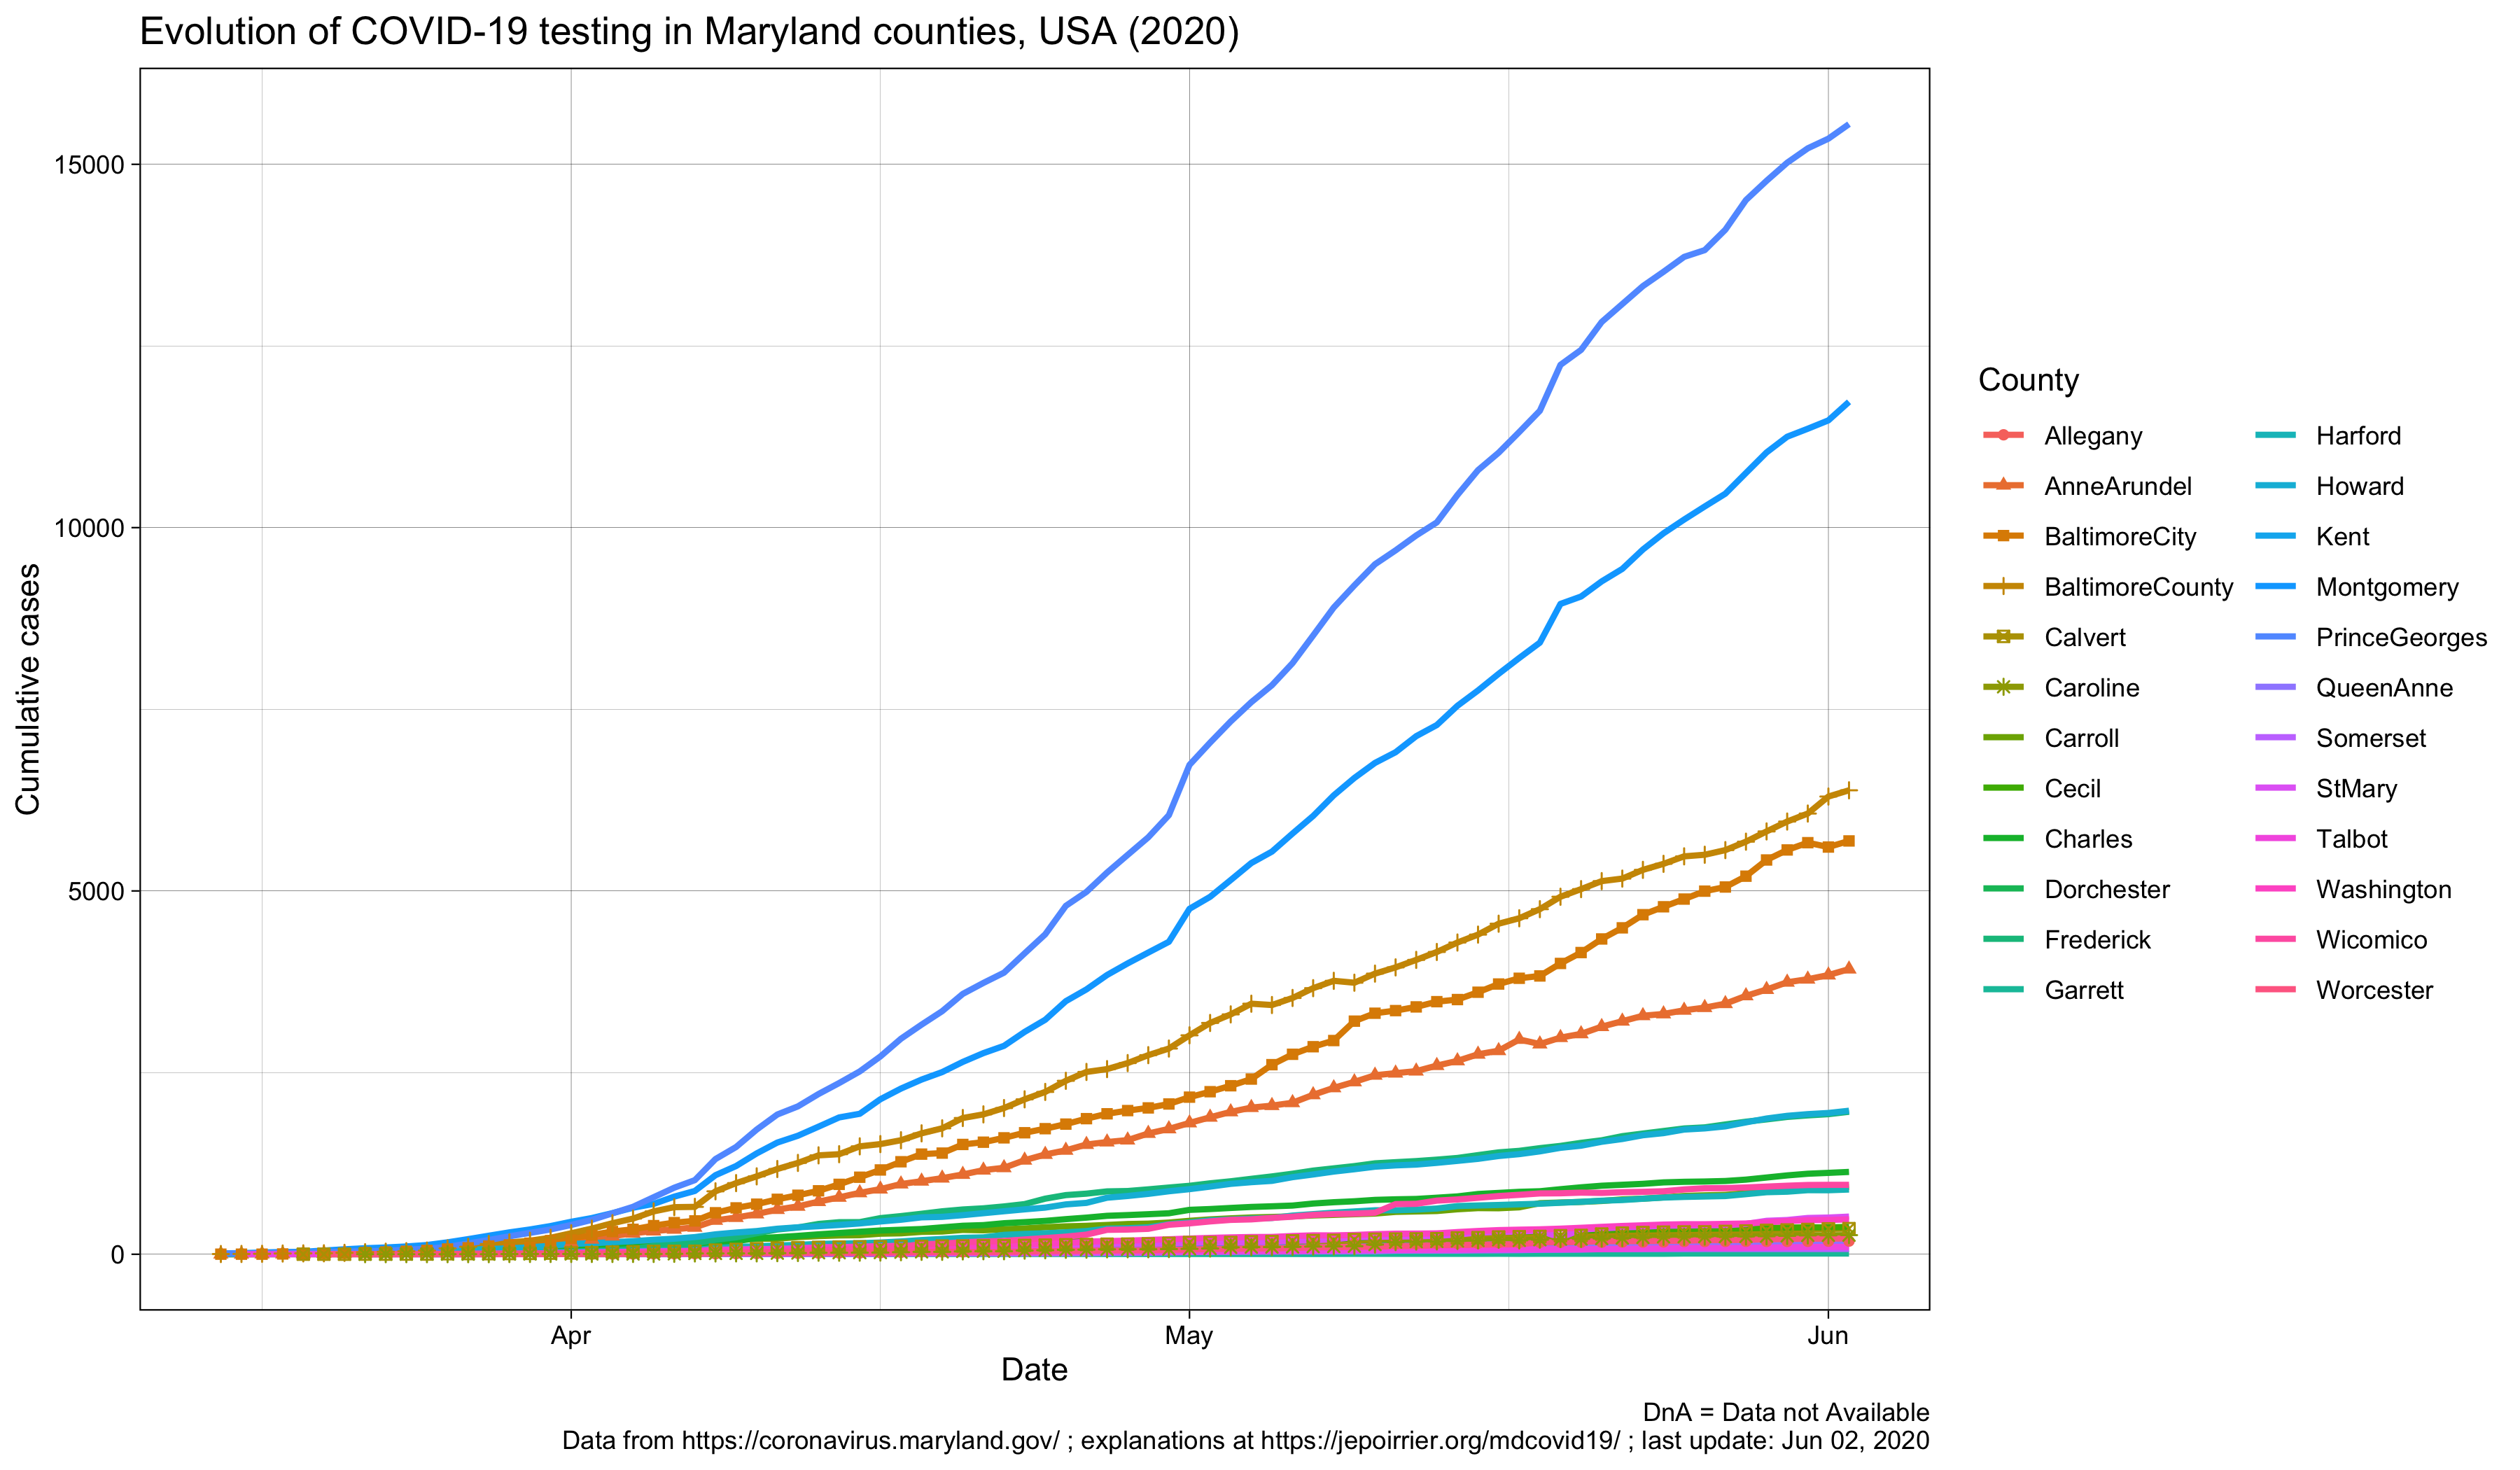 Evolution of COVID-19 testing in Maryland counties, USA (2020)
15000
10000
5000
0
Cumulative cases
Apr
May
Jun
Date
County
Allegany
AnneArundel
BaltimoreCity
BaltimoreCounty
Calvert
Caroline
Carroll
Cecil
Charles
Dorchester
Frederick
Garrett
Harford
Howard
Kent
Montgomery
PrinceGeorges
QueenAnne
Somerset
StMary
Talbot
Washington
Wicomico
Worcester
DnA = Data not Available
Data from https://coronavirus.maryland.gov/ ; explanations at https://jepoirrier.org/mdcovid19/ ; last update: Jun 02, 2020